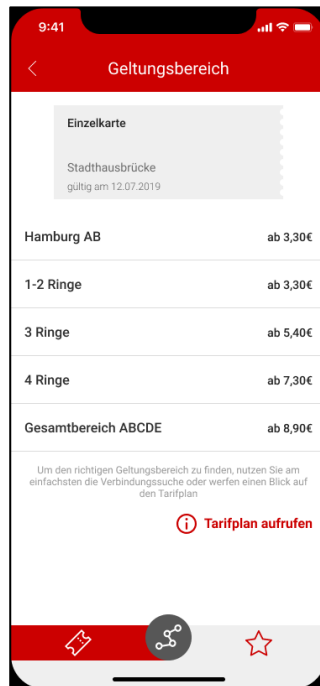 9:41
Geltungsbereich
Einzelkarte
Stadthausbrücke
gültig am 12.07.2019
Hamburg AB ab 3,30€
1-2 Ringe ab 3,30€
3 Ringe ab 5,40€
4 Ringe ab 7,30€
Gesamtbereich ABCDE ab 8,90€
Um den richtigen Geltungsbereich zu finden, nutzen Sie am
einfachsten die Verbindungssuche oder werfen einen Blick auf
den Tarifplan
Tarifplan aufrufen